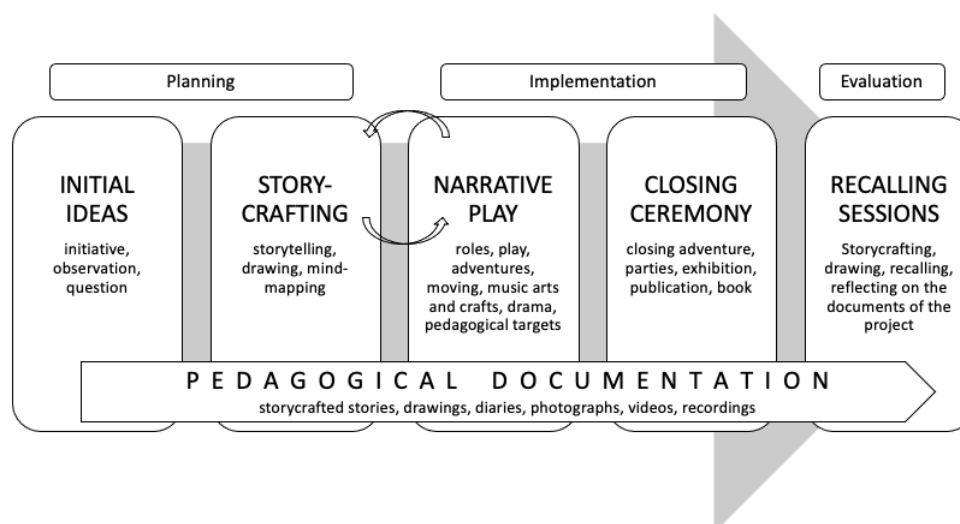 Planning
Implementation
Evaluation
INITIAL
IDEAS
initiative,
observation,
question
STORY-
CRAFTING
storytelling,
drawing, mind-
mapping
NARRATIVE
PLAY
roles, play,
adventures,
moving, music arts
and crafts, drama,
pedagogical targets
CLOSING
CEREMONY
closing adventure,
parties, exhibition,
publication, book
RECALLING
SESSIONS
Storycrafting,
drawing, recalling,
reflecting on the
documents of the
project
PEDAGOGICAL DOCUMENTATION
storycrafted stories, drawings, diaries, photographs, videos, recordings